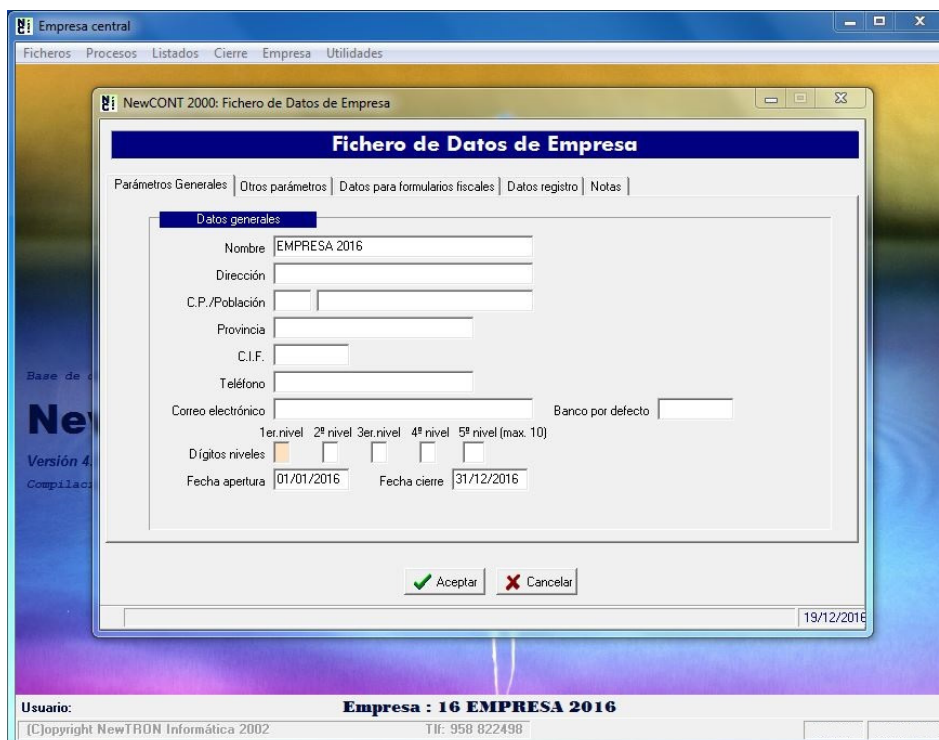 Empresa central
Ficheros Procesos Listados Cierre Empresa Utilidades
NewCONT 2000: Fichero de Datos de Empresa
Fichero de Datos de Empresa
Parámetros Generales Otros parámetros Datos para formularios fiscales Datos registro Notas
Datos generales
Nombre EMPRESA 2016
Dirección
C.P./Población
Provincia
C.I.F.
Teléfono
Correo electrónico Banco por defecto
1er.nivel 2º nivel 3er.nivel 4º nivel 5º nivel (max. 10)
Dígitos niveles
Fecha apertura 01/01/2016 Fecha cierre 31/12/2016
Base de
Versión 4
Aceptar Cancelar
19/12/2016
Usuario: Empresa : 16 EMPRESA 2016
(C)opyright NewTRON Informática 2002 Tlf: 958 822498